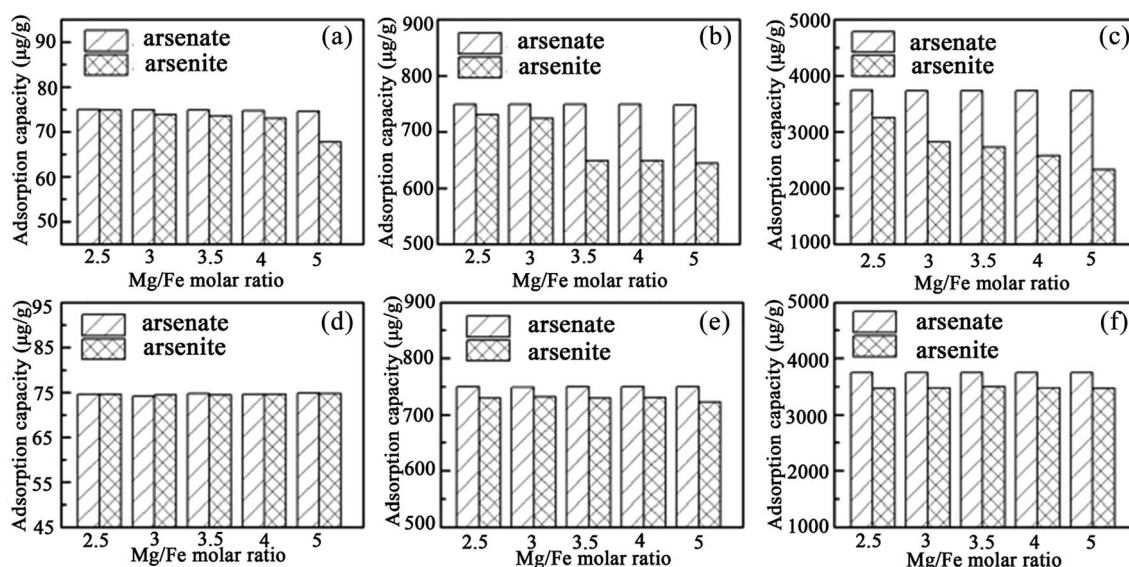 Adsorption capacity (μg/g)
95
85
75
65
50
arsenate
arsenite
(a)
2.5 3 3.5 4 5
Mg/Fe molar ratio
Adsorption capacity (μg/g)
900
800
700
600
500
arsenate
arsenite
(b)
2.5 3 3.5 4 5
Mg/Fe molar ratio
Adsorption capacity (μg/g)
5000
4000
3000
2000
1000
arsenate
arsenite
(c)
2.5 3 3.5 4 5
Mg/Fe molar ratio
Adsorption capacity (μg/g)
95
85
75
75
55
45
arsenate
arsenite
(d)
2.5 3 3.5 4 5
Mg/Fe molar ratio
Adsorption capacity (μg/g)
900
800
700
600
500
arsenate
arsenite
(e)
2.5 3 3.5 4 5
Mg/Fe molar ratio
Adsorption capacity (μg/g)
5000
4000
3000
2000
1000
arsenate
arsenite
(f)
2.5 3 3.5 4 5
Mg/Fe molar ratio